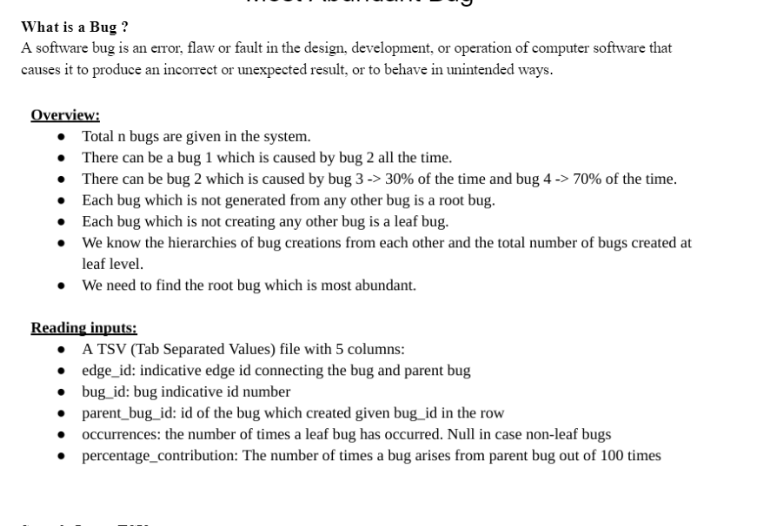 What is a Bug ?
A software bug is an error, flaw or fault in the design, development, or operation of computer software that
causes it to produce an incorrect or unexpected result, or to behave in unintended ways.
Overview:
● Total n bugs are given in the system.
● There can be a bug 1 which is caused by bug 2 all the time.
● There can be bug 2 which is caused by bug 3 -> 30% of the time and bug 4 -> 70% of the time.
● Each bug which is not generated from any other bug is a root bug.
● Each bug which is not creating any other bug is a leaf bug.
● We know the hierarchies of bug creations from each other and the total number of bugs created at
leaf level.
● We need to find the root bug which is most abundant.
Reading inputs:
● A TSV (Tab Separated Values) file with 5 columns:
● edge_id: indicative edge id connecting the bug and parent bug
● bug_id: bug indicative id number
● parent_bug_id: id of the bug which created given bug_id in the row
● occurrences: the number of times a leaf bug has occurred. Null in case non-leaf bugs
● percentage_contribution: The number of times a bug arises from parent bug out of 100 times